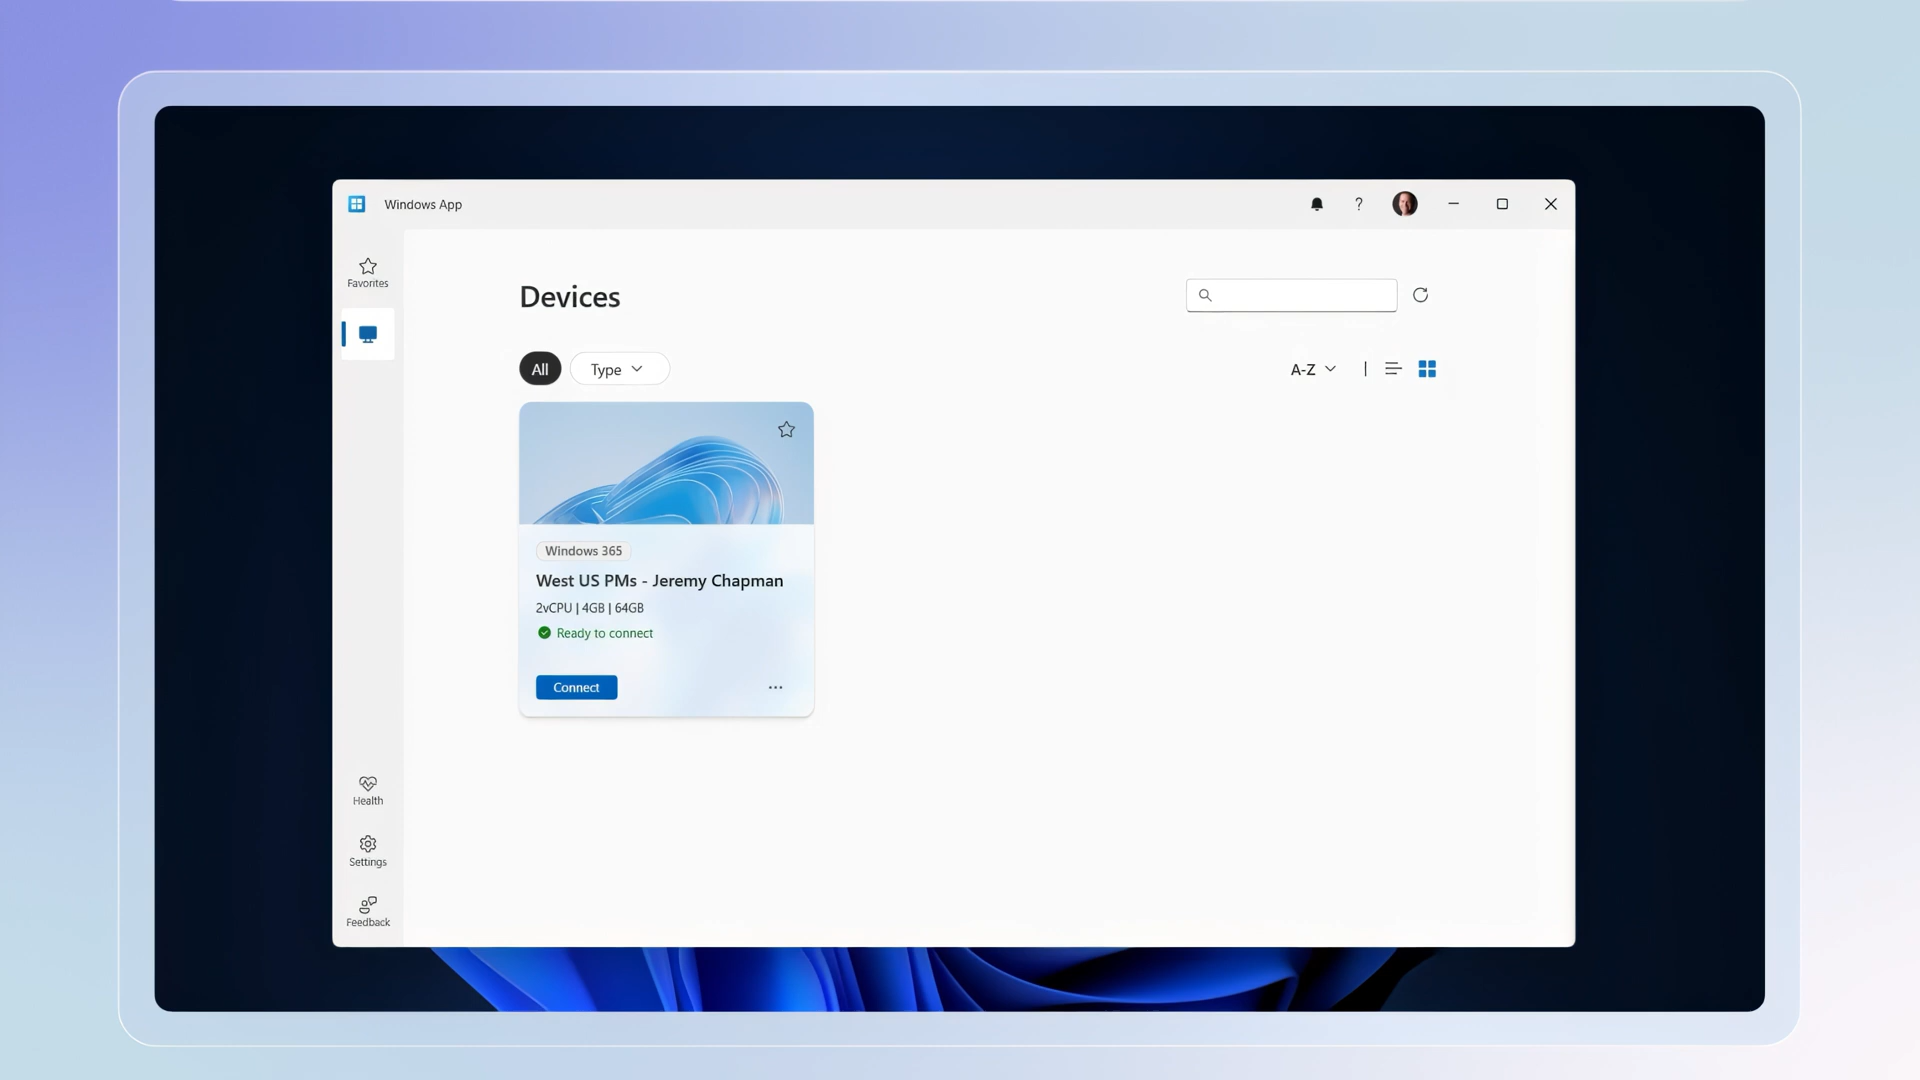 Windows App
?
Favorites
Devices
All
Type
A-Z
Windows 365
West US PMs - Jeremy Chapman
2vCPU | 4GB | 64GB
Ready to connect
Connect
Health
Settings
Feedback